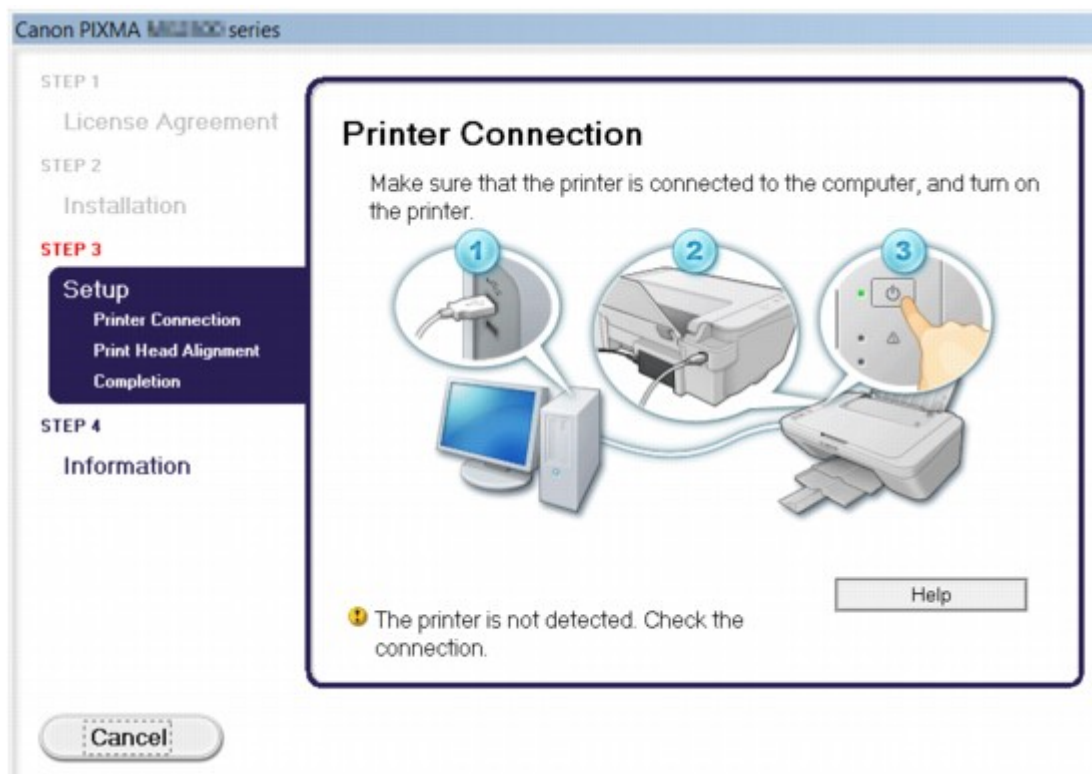 Canon PIXMA series
STEP 1
License Agreement
STEP 2
Installation
STEP 3
Setup
Printer Connection
Print Head Alignment
Completion
STEP 4
Information
Cancel
Printer Connection
Make sure that the printer is connected to the computer, and turn on
the printer.
1
2
3
Help
The printer is not detected. Check the
connection.